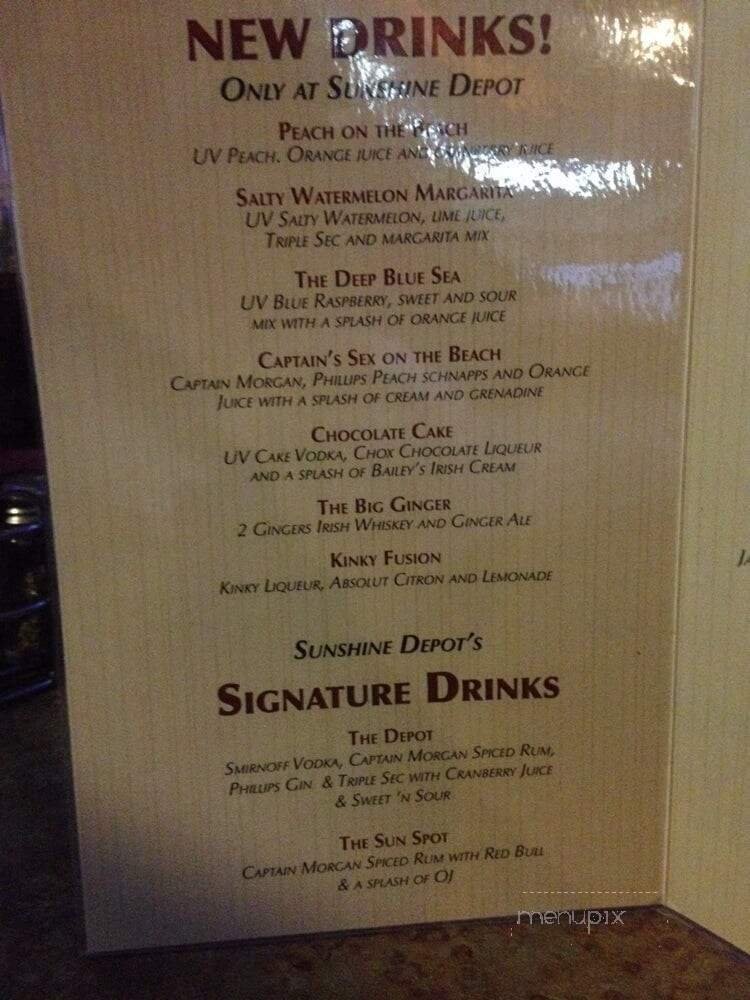 NEW DRINKS!
ONLY AT SUNSHINE DEPOT
PEACH ON THE BEACH
UV PEACH. ORANGE JUICE AND CRANBERRY JUICE
SALTY WATERMELON MARGARITA
UV SALTY WATERMELON, LIME JUICE,
TRIPLE SEC AND MARGARITA MIX
THE DEEP BLUE SEA
UV BLUE RASPBERRY, SWEET AND SOUR
MIX WITH A SPLASH OF ORANGE JUICE
CAPTAIN'S SEX ON THE BEACH
CAPTAIN MORGAN, PHILLIPS PEACH SCHNAPPS AND ORANGE
JUICE WITH A SPLASH OF CREAM AND GRENADINE
CHOCOLATE CAKE
UV CAKE VODKA, CHOX CHOCOLATE LIQUEUR
AND A SPLASH OF BAILEY'S IRISH CREAM
THE BIG GINGER
2 GINGERS IRISH WHISKEY AND GINGER ALE
KINKY FUSION
KINKY LIQUEUR, ABSOLUT CITRON AND LEMONADE
SUNSHINE DEPOT'S
SIGNATURE DRINKS
THE DEPOT
SMIRNOFF VODKA, CAPTAIN MORGAN SPICED RUM,
PHILLIPS GIN & TRIPLE SEC WITH CRANBERRY JUICE
& SWEET 'N SOUR
THE SUN SPOT
CAPTAIN MORGAN SPICED RUM WITH RED BULL
& A SPLASH OF OJ
menupix